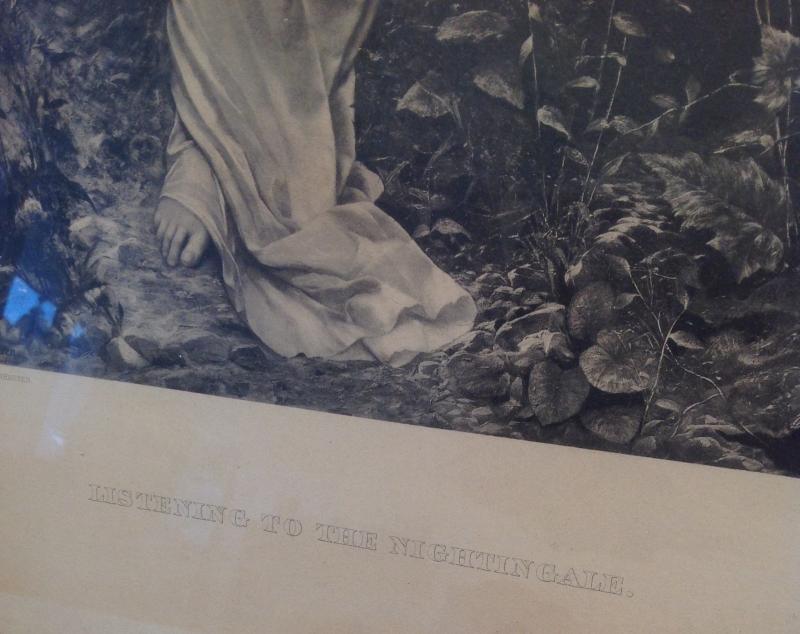 LISTENING TO THE NIGHTINGALE.